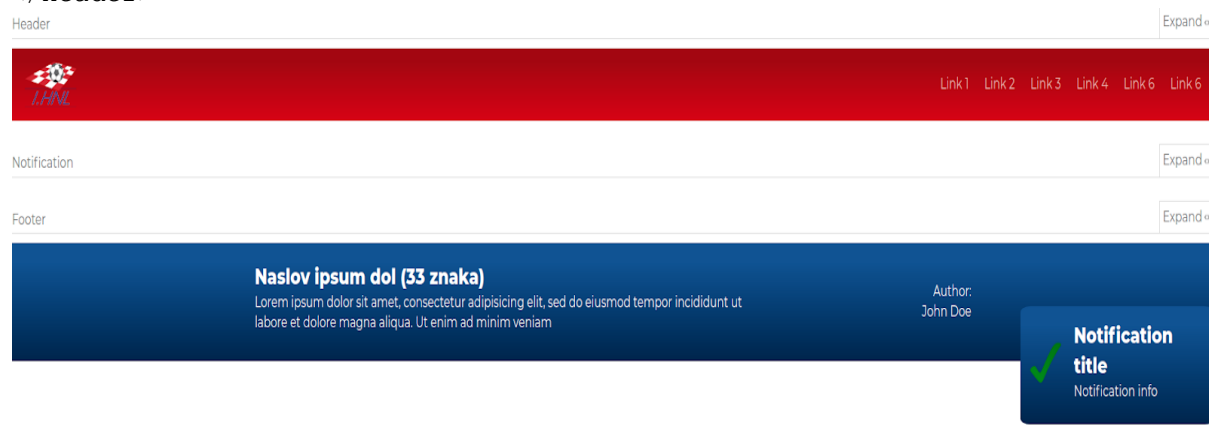 Header
Expand «
1.HNL
Link 1 Link 2 Link 3 Link 4 Link 6 Link 6
Notification
Expand «
Footer
Expand «
Naslov ipsum dol (33 znaka)
Lorem ipsum dolor sit amet, consectetur adipisicing elit, sed do eiusmod tempor incididunt ut
labore et dolore magna aliqua. Ut enim ad minim veniam
Author:
John Doe
Notification
title
Notification info